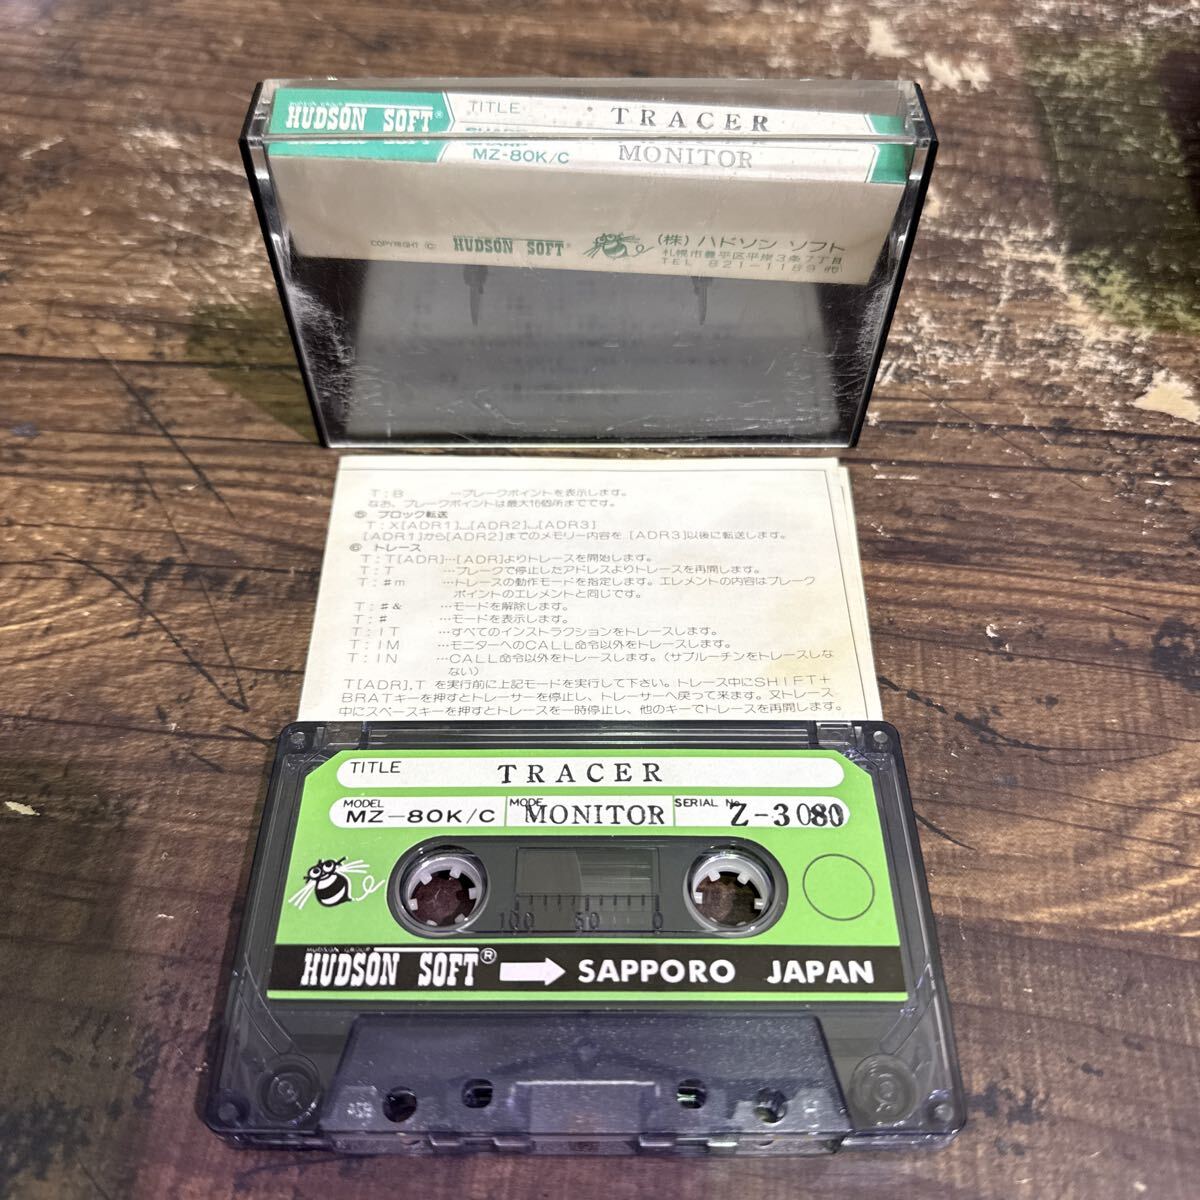 HUDSON GROUP
HUDSON SOFT®
TITLE TRACER
SHARP
MZ-80K/C MONITOR
COPYRIGHT © HUDSON SOFT® (株)ハドソン ソフト
札幌市豊平区平岸3条7丁目
TEL 821-1189 代
T:B …ブレークポイントを表示します。
なお、ブレークポイントは最大16個所までです。
⑤ ブロック転送
T:X[ADR1]␣[ADR2]␣[ADR3]
[ADR1]から[ADR2]までのメモリー内容を [ADR3]以後に転送します。
⑥ トレース
T:T[ADR]…[ADR]よりトレースを開始します。
T:T …ブレークで停止したアドレスよりトレースを再開します。
T:#m …トレースの動作モードを指定します。エレメントの内容はブレーク
ポイントのエレメントと同じです。
T:#& …モードを解除します。
T:# …モードを表示します。
T:IT …すべてのインストラクションをトレースします。
T:IM …モニターへのCALL命令以外をトレースします。
T:IN …CALL命令以外をトレースします。(サブルーチンをトレースしな
ない)
T[ADR],T を実行前に上記モードを実行して下さい。トレース中にSHIFT+
BRATキーを押すとトレーサーを停止し、トレーサーへ戻って来ます。又トレース
中にスペースキーを押すとトレースを一時停止し、他のキーでトレースを再開します。
TITLE TRACER
MODEL MZ-80K/C MODE MONITOR SERIAL No Z-3080
100 50 0
HUDSON GROUP
HUDSON SOFT® SAPPORO JAPAN